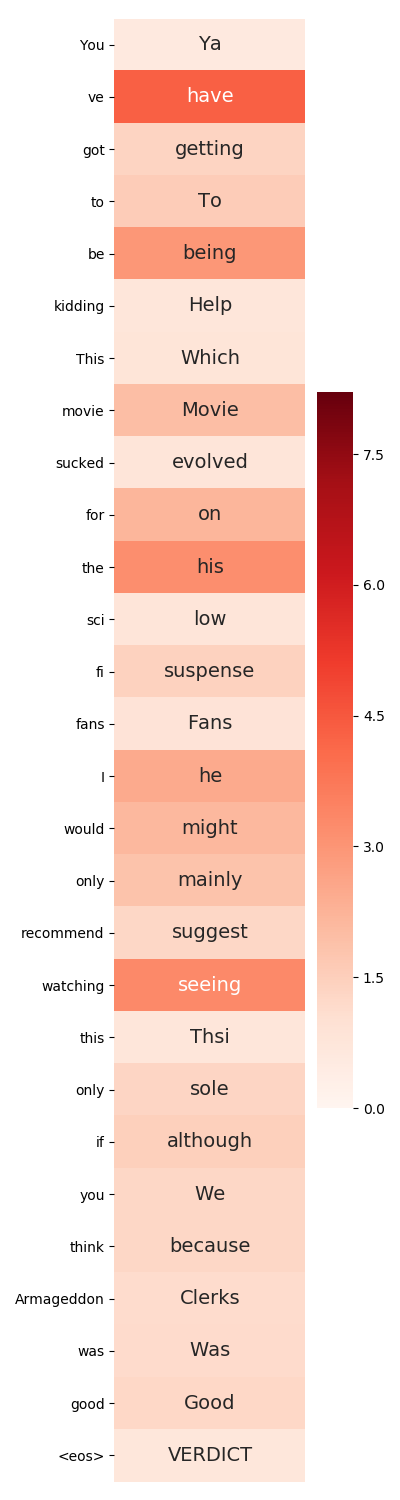 You Ya
ve have
got getting
to To
be being
kidding Help
This Which
movie Movie
sucked evolved
for on
the his
sci low
fi suspense
fans Fans
I he
would might
only mainly
recommend suggest
watching seeing
this Thsi
only sole
if although
you We
think because
Armageddon Clerks
was Was
good Good
<eos> VERDICT
7.5
6.0
4.5
3.0
1.5
0.0